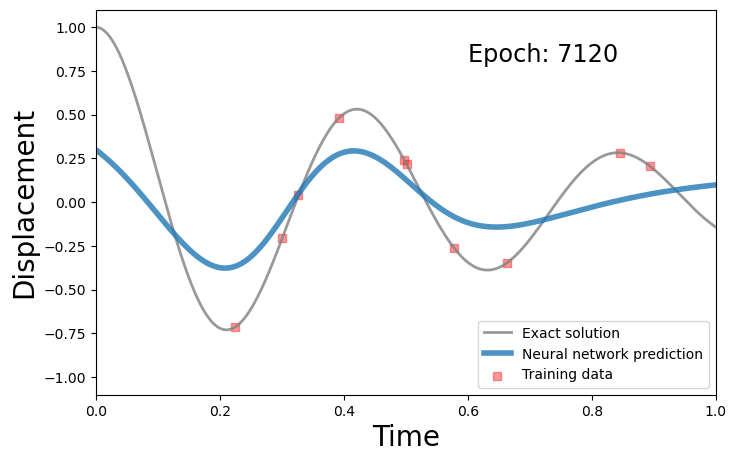 Epoch: 7120
Displacement
1.00
0.75
0.50
0.25
0.00
−0.25
−0.50
−0.75
−1.00
Exact solution
Neural network prediction
Training data
0.0 0.2 0.4 0.6 0.8 1.0
Time